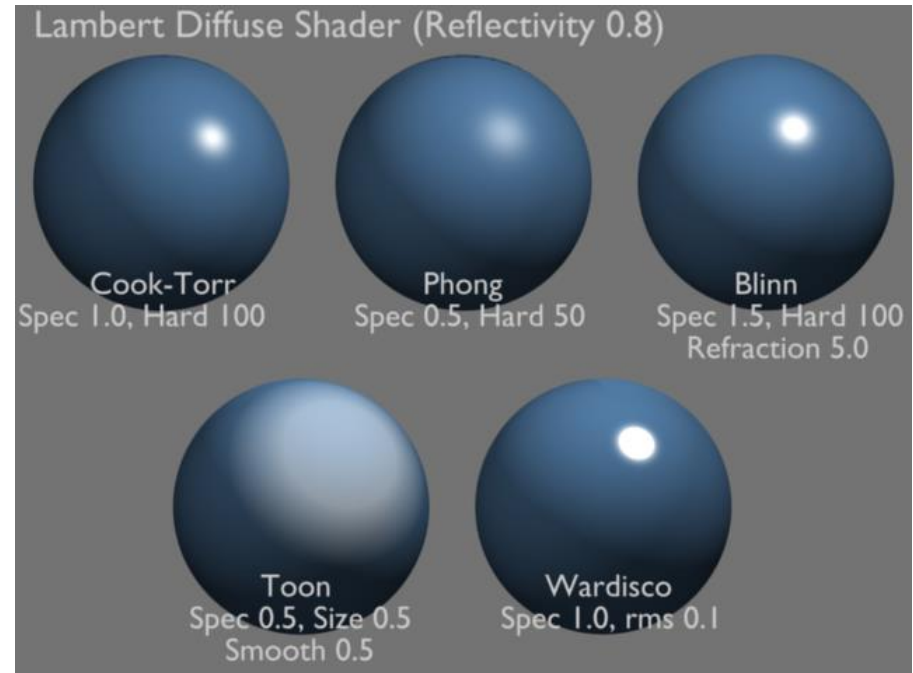 Lambert Diffuse Shader (Reflectivity 0.8)
Cook-Torr
Spec 1.0, Hard 100
Phong
Spec 0.5, Hard 50
Blinn
Spec 1.5, Hard 100
Refraction 5.0
Toon
Spec 0.5, Size 0.5
Smooth 0.5
Wardisco
Spec 1.0, rms 0.1